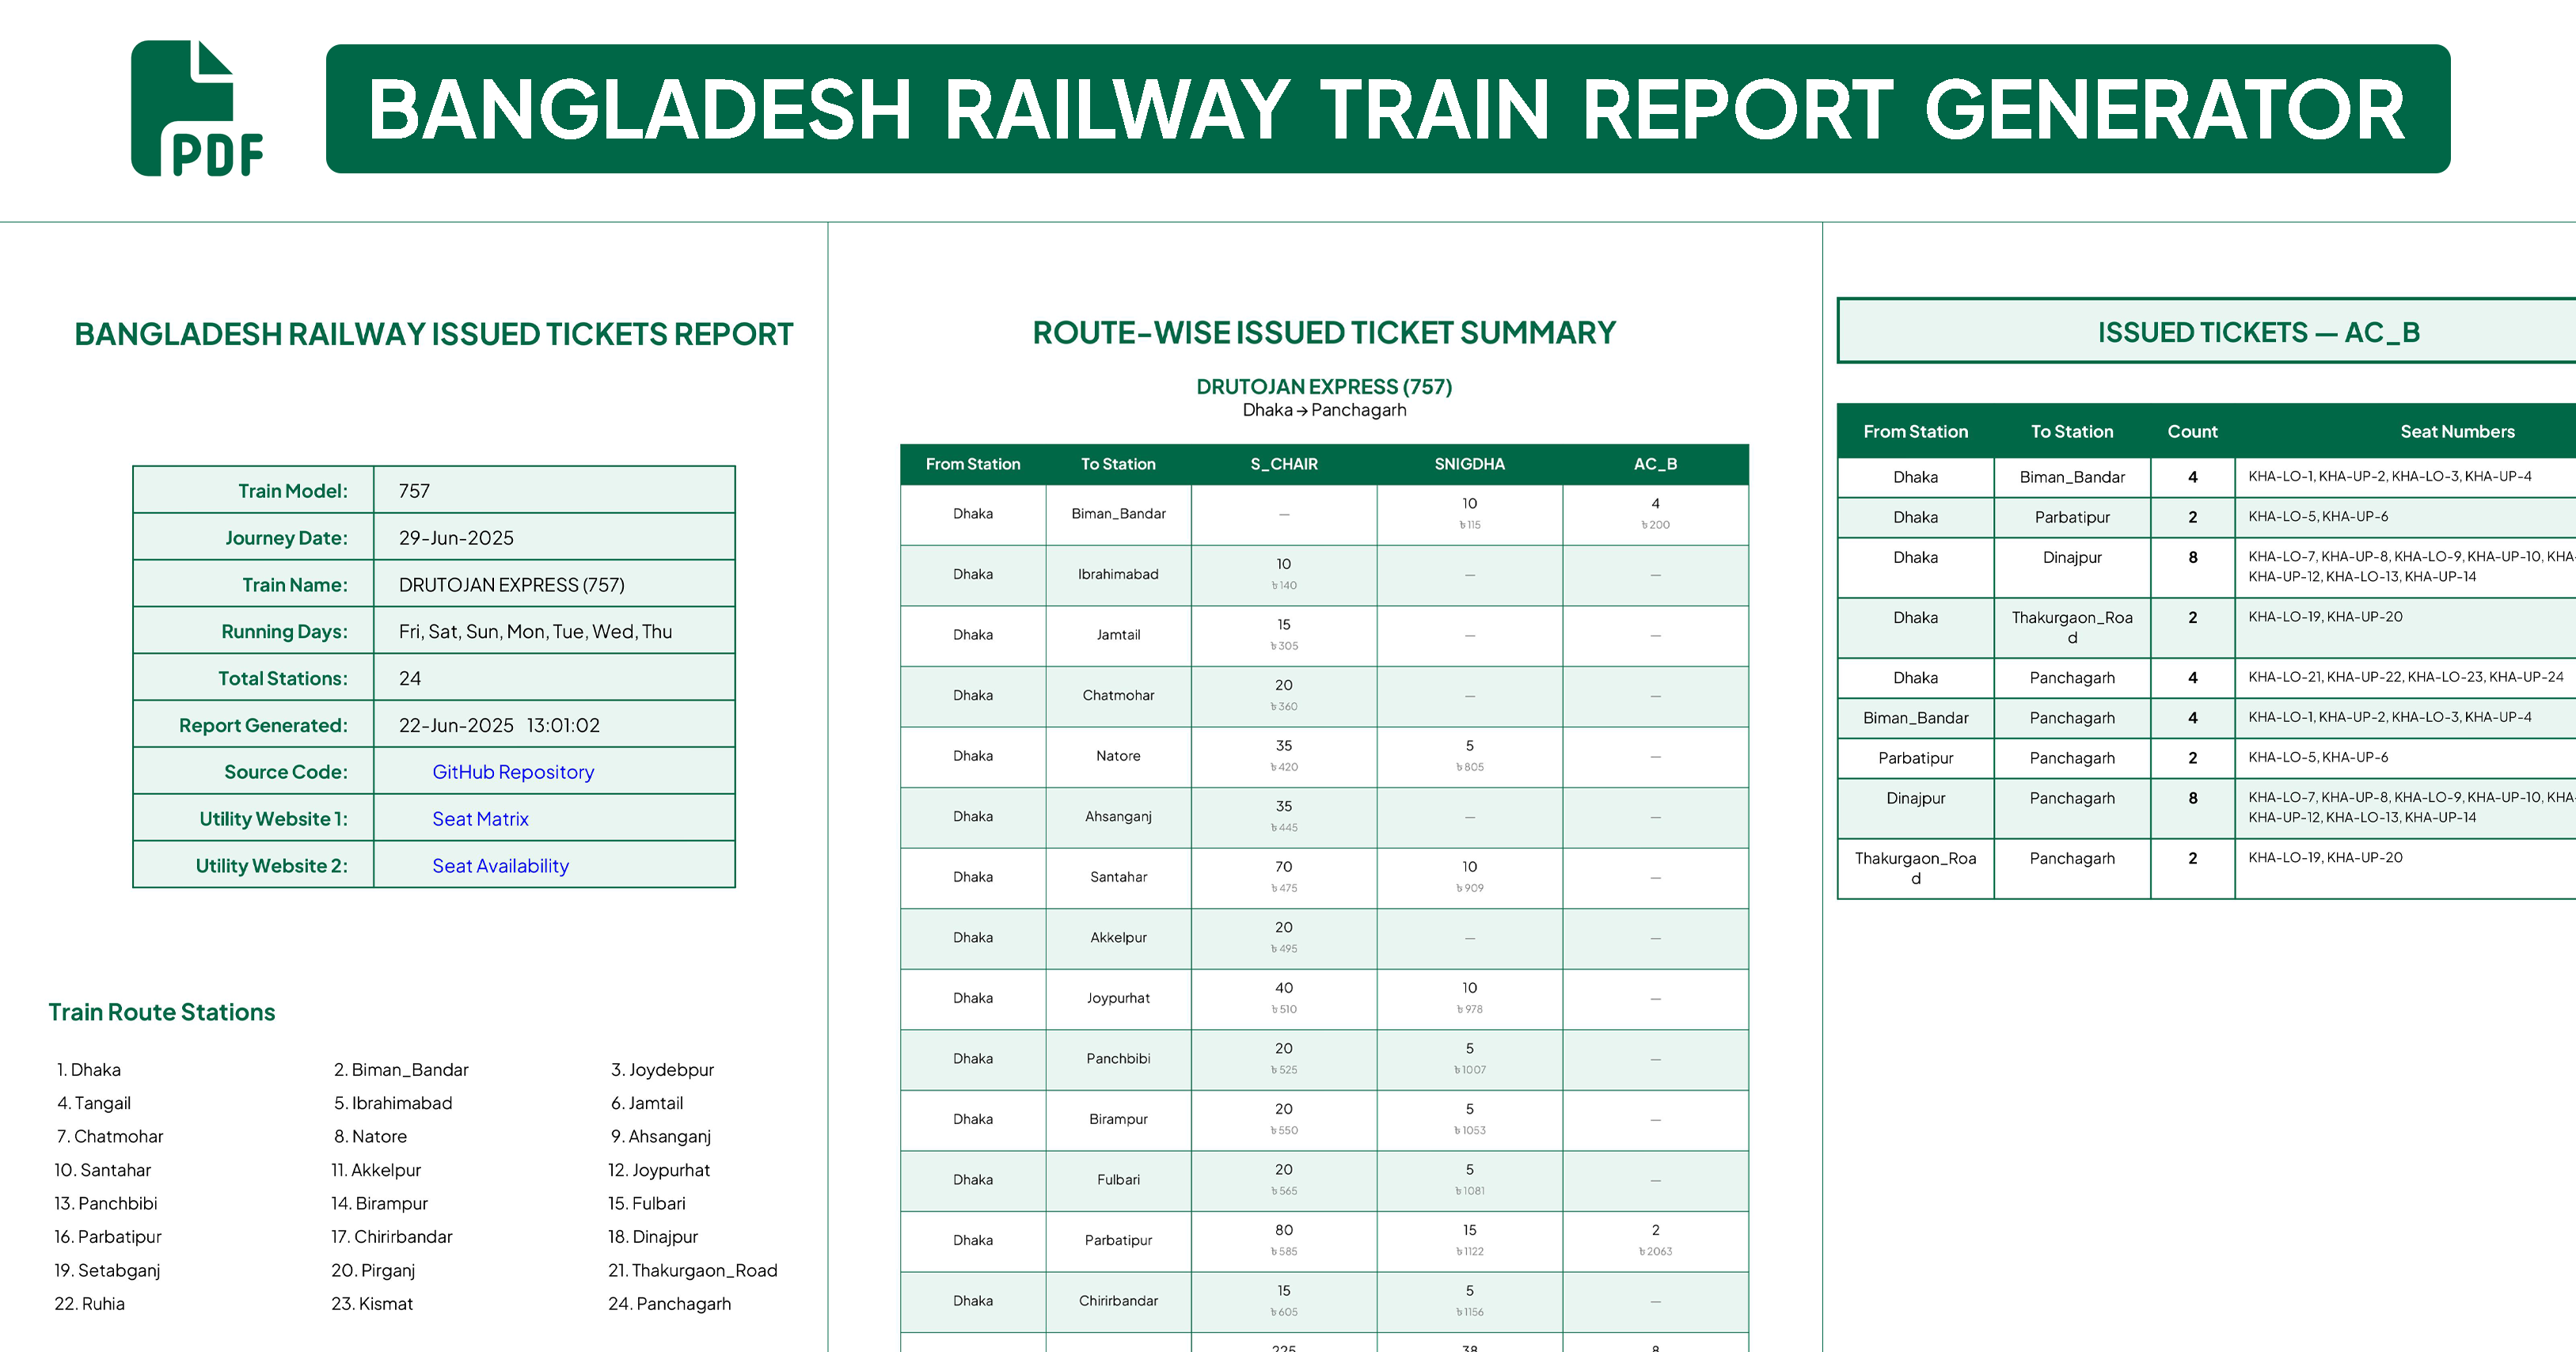 PDF
BANGLADESH RAILWAY TRAIN REPORT GENERATOR
BANGLADESH RAILWAY ISSUED TICKETS REPORT
Train Model: 757
Journey Date: 29-Jun-2025
Train Name: DRUTOJAN EXPRESS (757)
Running Days: Fri, Sat, Sun, Mon, Tue, Wed, Thu
Total Stations: 24
Report Generated: 22-Jun-2025 13:01:02
Source Code: GitHub Repository
Utility Website 1: Seat Matrix
Utility Website 2: Seat Availability
Train Route Stations
1. Dhaka 2. Biman_Bandar 3. Joydebpur
4. Tangail 5. Ibrahimabad 6. Jamtail
7. Chatmohar 8. Natore 9. Ahsanganj
10. Santahar 11. Akkelpur 12. Joypurhat
13. Panchbibi 14. Birampur 15. Fulbari
16. Parbatipur 17. Chirirbandar 18. Dinajpur
19. Setabganj 20. Pirganj 21. Thakurgaon_Road
22. Ruhia 23. Kismat 24. Panchagarh
ROUTE-WISE ISSUED TICKET SUMMARY
DRUTOJAN EXPRESS (757)
Dhaka → Panchagarh
From Station To Station S_CHAIR SNIGDHA AC_B
Dhaka Biman_Bandar — 10 4
৳ 115 ৳ 200
Dhaka Ibrahimabad 10 — —
৳ 140
Dhaka Jamtail 15 — —
৳ 305
Dhaka Chatmohar 20 — —
৳ 360
Dhaka Natore 35 5 —
৳ 420 ৳ 805
Dhaka Ahsanganj 35 — —
৳ 445
Dhaka Santahar 70 10 —
৳ 475 ৳ 909
Dhaka Akkelpur 20 — —
৳ 495
Dhaka Joypurhat 40 10 —
৳ 510 ৳ 978
Dhaka Panchbibi 20 5 —
৳ 525 ৳ 1007
Dhaka Birampur 20 5 —
৳ 550 ৳ 1053
Dhaka Fulbari 20 5 —
৳ 565 ৳ 1081
Dhaka Parbatipur 80 15 2
৳ 585 ৳ 1122 ৳ 2063
Dhaka Chirirbandar 15 5 —
৳ 605 ৳ 1156
225 38 8
ISSUED TICKETS — AC_B
From Station To Station Count Seat Numbers
Dhaka Biman_Bandar 4 KHA-LO-1, KHA-UP-2, KHA-LO-3, KHA-UP-4
Dhaka Parbatipur 2 KHA-LO-5, KHA-UP-6
Dhaka Dinajpur 8 KHA-LO-7, KHA-UP-8, KHA-LO-9, KHA-UP-10, KHA-
KHA-UP-12, KHA-LO-13, KHA-UP-14
Dhaka Thakurgaon_Roa 2 KHA-LO-19, KHA-UP-20
d
Dhaka Panchagarh 4 KHA-LO-21, KHA-UP-22, KHA-LO-23, KHA-UP-24
Biman_Bandar Panchagarh 4 KHA-LO-1, KHA-UP-2, KHA-LO-3, KHA-UP-4
Parbatipur Panchagarh 2 KHA-LO-5, KHA-UP-6
Dinajpur Panchagarh 8 KHA-LO-7, KHA-UP-8, KHA-LO-9, KHA-UP-10, KHA-
KHA-UP-12, KHA-LO-13, KHA-UP-14
Thakurgaon_Roa Panchagarh 2 KHA-LO-19, KHA-UP-20
d